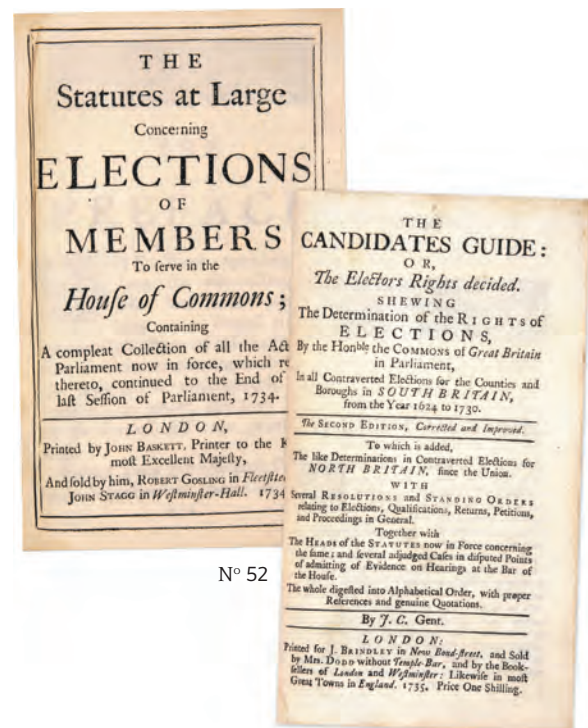 THE
Statutes at Large
Concerning
ELECTIONS
OF
MEMBERS
To ſerve in the
Houſe of Commons;
Containing
A compleat Collection of all the Act
Parliament now in force, which re
thereto, continued to the End of
laſt Seſſion of Parliament, 1734.
LONDON,
Printed by JOHN BASKETT, Printer to the K
moſt Excellent Majeſty,
And ſold by him, ROBERT GOSLING in Fleetſtre
JOHN STAGG in Weſtminſter-Hall. 1734
THE
CANDIDATES GUIDE:
OR,
The Electors Rights decided.
SHEWING
The Determination of the RIGHTS of
ELECTIONS,
By the Honble the COMMONS of Great Britain
in Parliament,
In all Contraverted Elections for the Counties and
Boroughs in SOUTH BRITAIN,
from the Year 1624 to 1730.
The SECOND EDITION, Corrected and Improved.
To which is added,
The like Determinations in Contraverted Elections for
NORTH BRITAIN, ſince the Union.
WITH
Several RESOLUTIONS and STANDING ORDERS
relating to Elections, Qualifications, Returns, Petitions,
and Proceedings in General.
Together with
The HEADS of the STATUTES now in Force concerning
the ſame; and ſeveral adjudged Caſes in diſputed Points
of admitting of Evidence on Hearings at the Bar of
the Houſe.
The whole digeſted into Alphabetical Order, with proper
References and genuine Quotations.
By J. C. Gent.
LONDON:
Printed for J. BRINDLEY in New Bond-ſtreet, and Sold
by Mrs. DODD without Temple-Bar, and by the Book-
ſellers of London and Weſtminſter: Likewiſe in moſt
Great Towns in England. 1735. Price One Shilling.
Nº 52